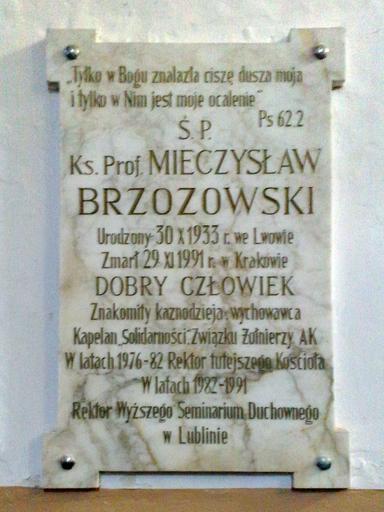 „Tylko w Bogu znalazła ciszę dusza moja
i tylko w Nim jest moje ocalenie”
Ps 62.2
Ś. P.
Ks. Prof. MIECZYSŁAW
BRZOZOWSKI
Urodzony 30 X 1933 r. we Lwowie
Zmarł 29 XI 1991 r. w Krakowie
DOBRY CZŁOWIEK
Znakomity kaznodzieja, wychowawca
Kapelan „Solidarności”, Związku Żołnierzy AK
W latach 1976-82 Rektor tutejszego Kościoła
W latach 1982-1991
Rektor Wyższego Seminarium Duchownego
w Lublinie